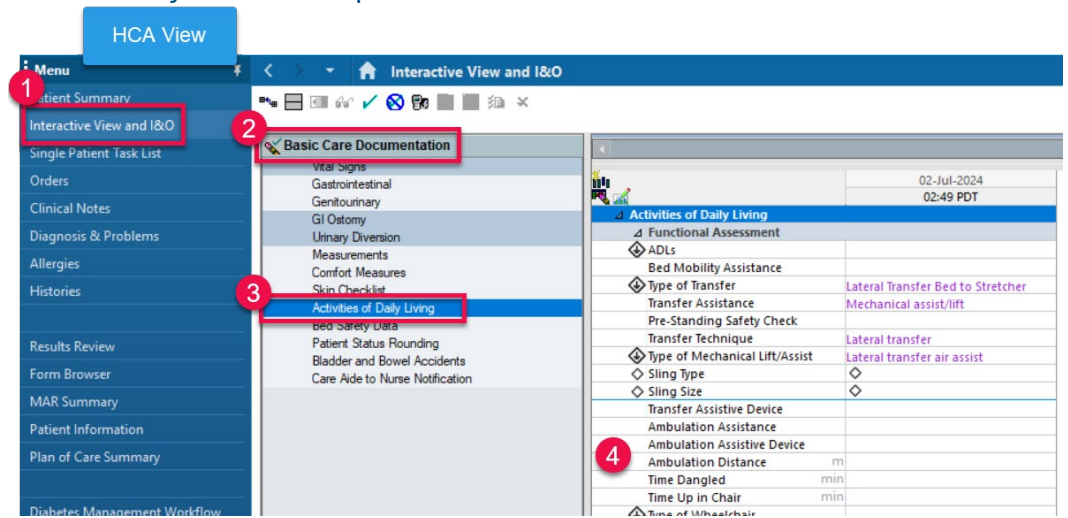 HCA View
Menu
1
Patient Summary
Interactive View and I&O
Single Patient Task List
Orders
Clinical Notes
Diagnosis & Problems
Allergies
Histories
Results Review
Form Browser
MAR Summary
Patient Information
Plan of Care Summary
Diabetes Management Workflow
Interactive View and I&O
2
Basic Care Documentation
Vital Signs
Gastrointestinal
Genitourinary
GI Ostomy
Urinary Diversion
Measurements
Comfort Measures
Skin Checklist
3
Activities of Daily Living
Bed Safety Data
Patient Status Rounding
Bladder and Bowel Accidents
Care Aide to Nurse Notification
02-Jul-2024
02:49 PDT
Activities of Daily Living
Functional Assessment
ADLs
Bed Mobility Assistance
Type of Transfer Lateral Transfer Bed to Stretcher
Transfer Assistance Mechanical assist/lift
Pre-Standing Safety Check
Transfer Technique Lateral transfer
Type of Mechanical Lift/Assist Lateral transfer air assist
Sling Type
Sling Size
Transfer Assistive Device
Ambulation Assistance
Ambulation Assistive Device
4
Ambulation Distance m
Time Dangled min
Time Up in Chair min
Type of Wheelchair